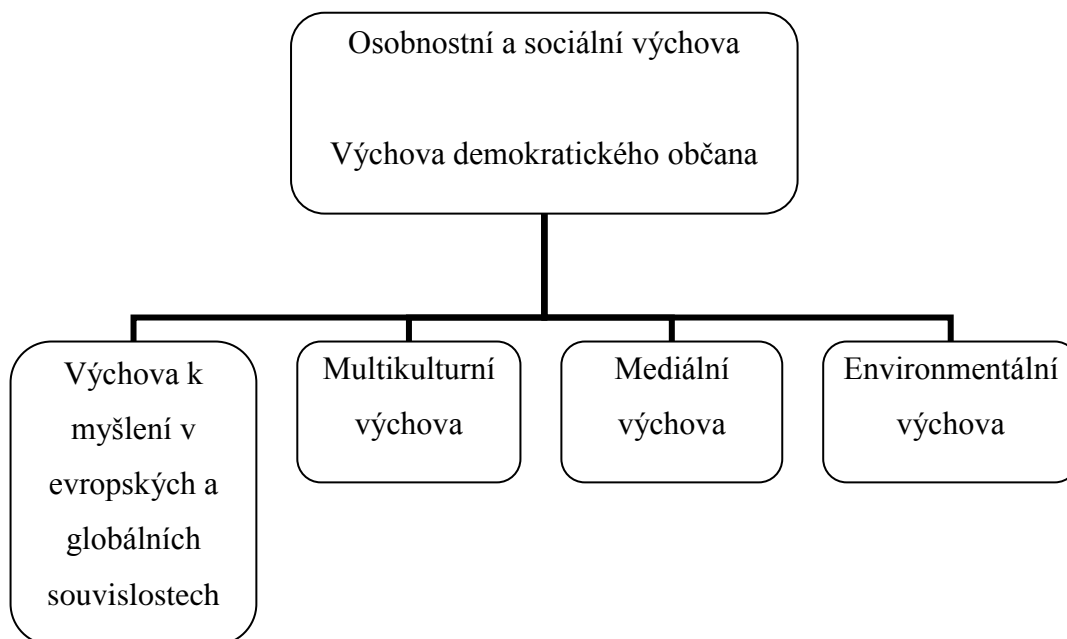 Osobnostní a sociální výchova
Výchova demokratického občana
Výchova k
myšlení v
evropských a
globálních
souvislostech
Multikulturní
výchova
Mediální
výchova
Environmentální
výchova